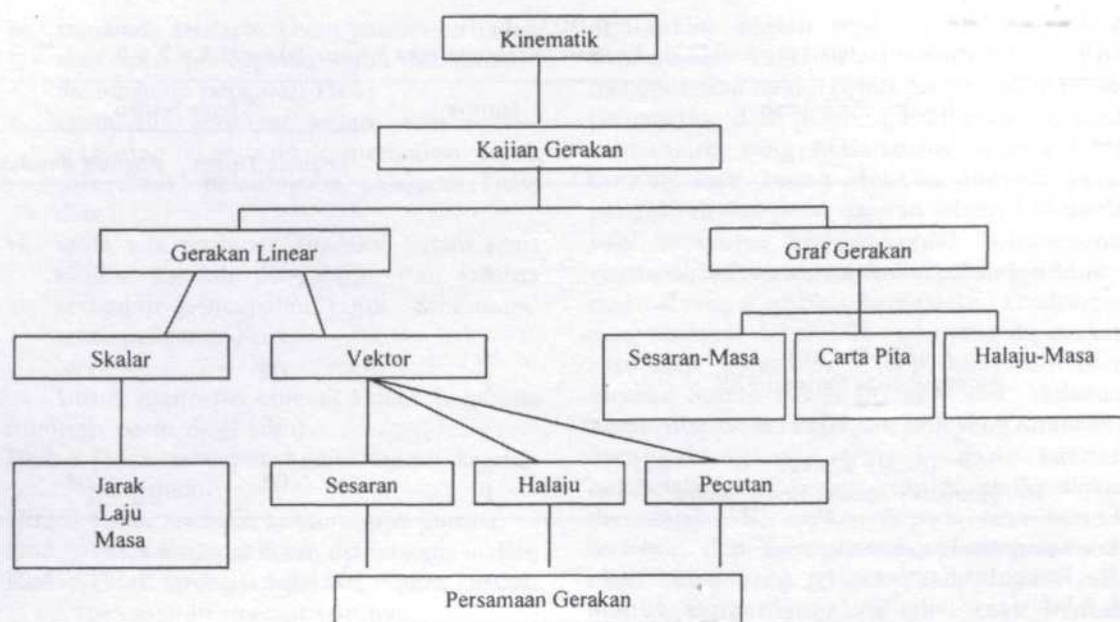 Kinematik
Kajian Gerakan
Gerakan Linear
Graf Gerakan
Skalar
Vektor
Sesaran-Masa
Carta Pita
Halaju-Masa
Jarak
Laju
Masa
Sesaran
Halaju
Pecutan
Persamaan Gerakan